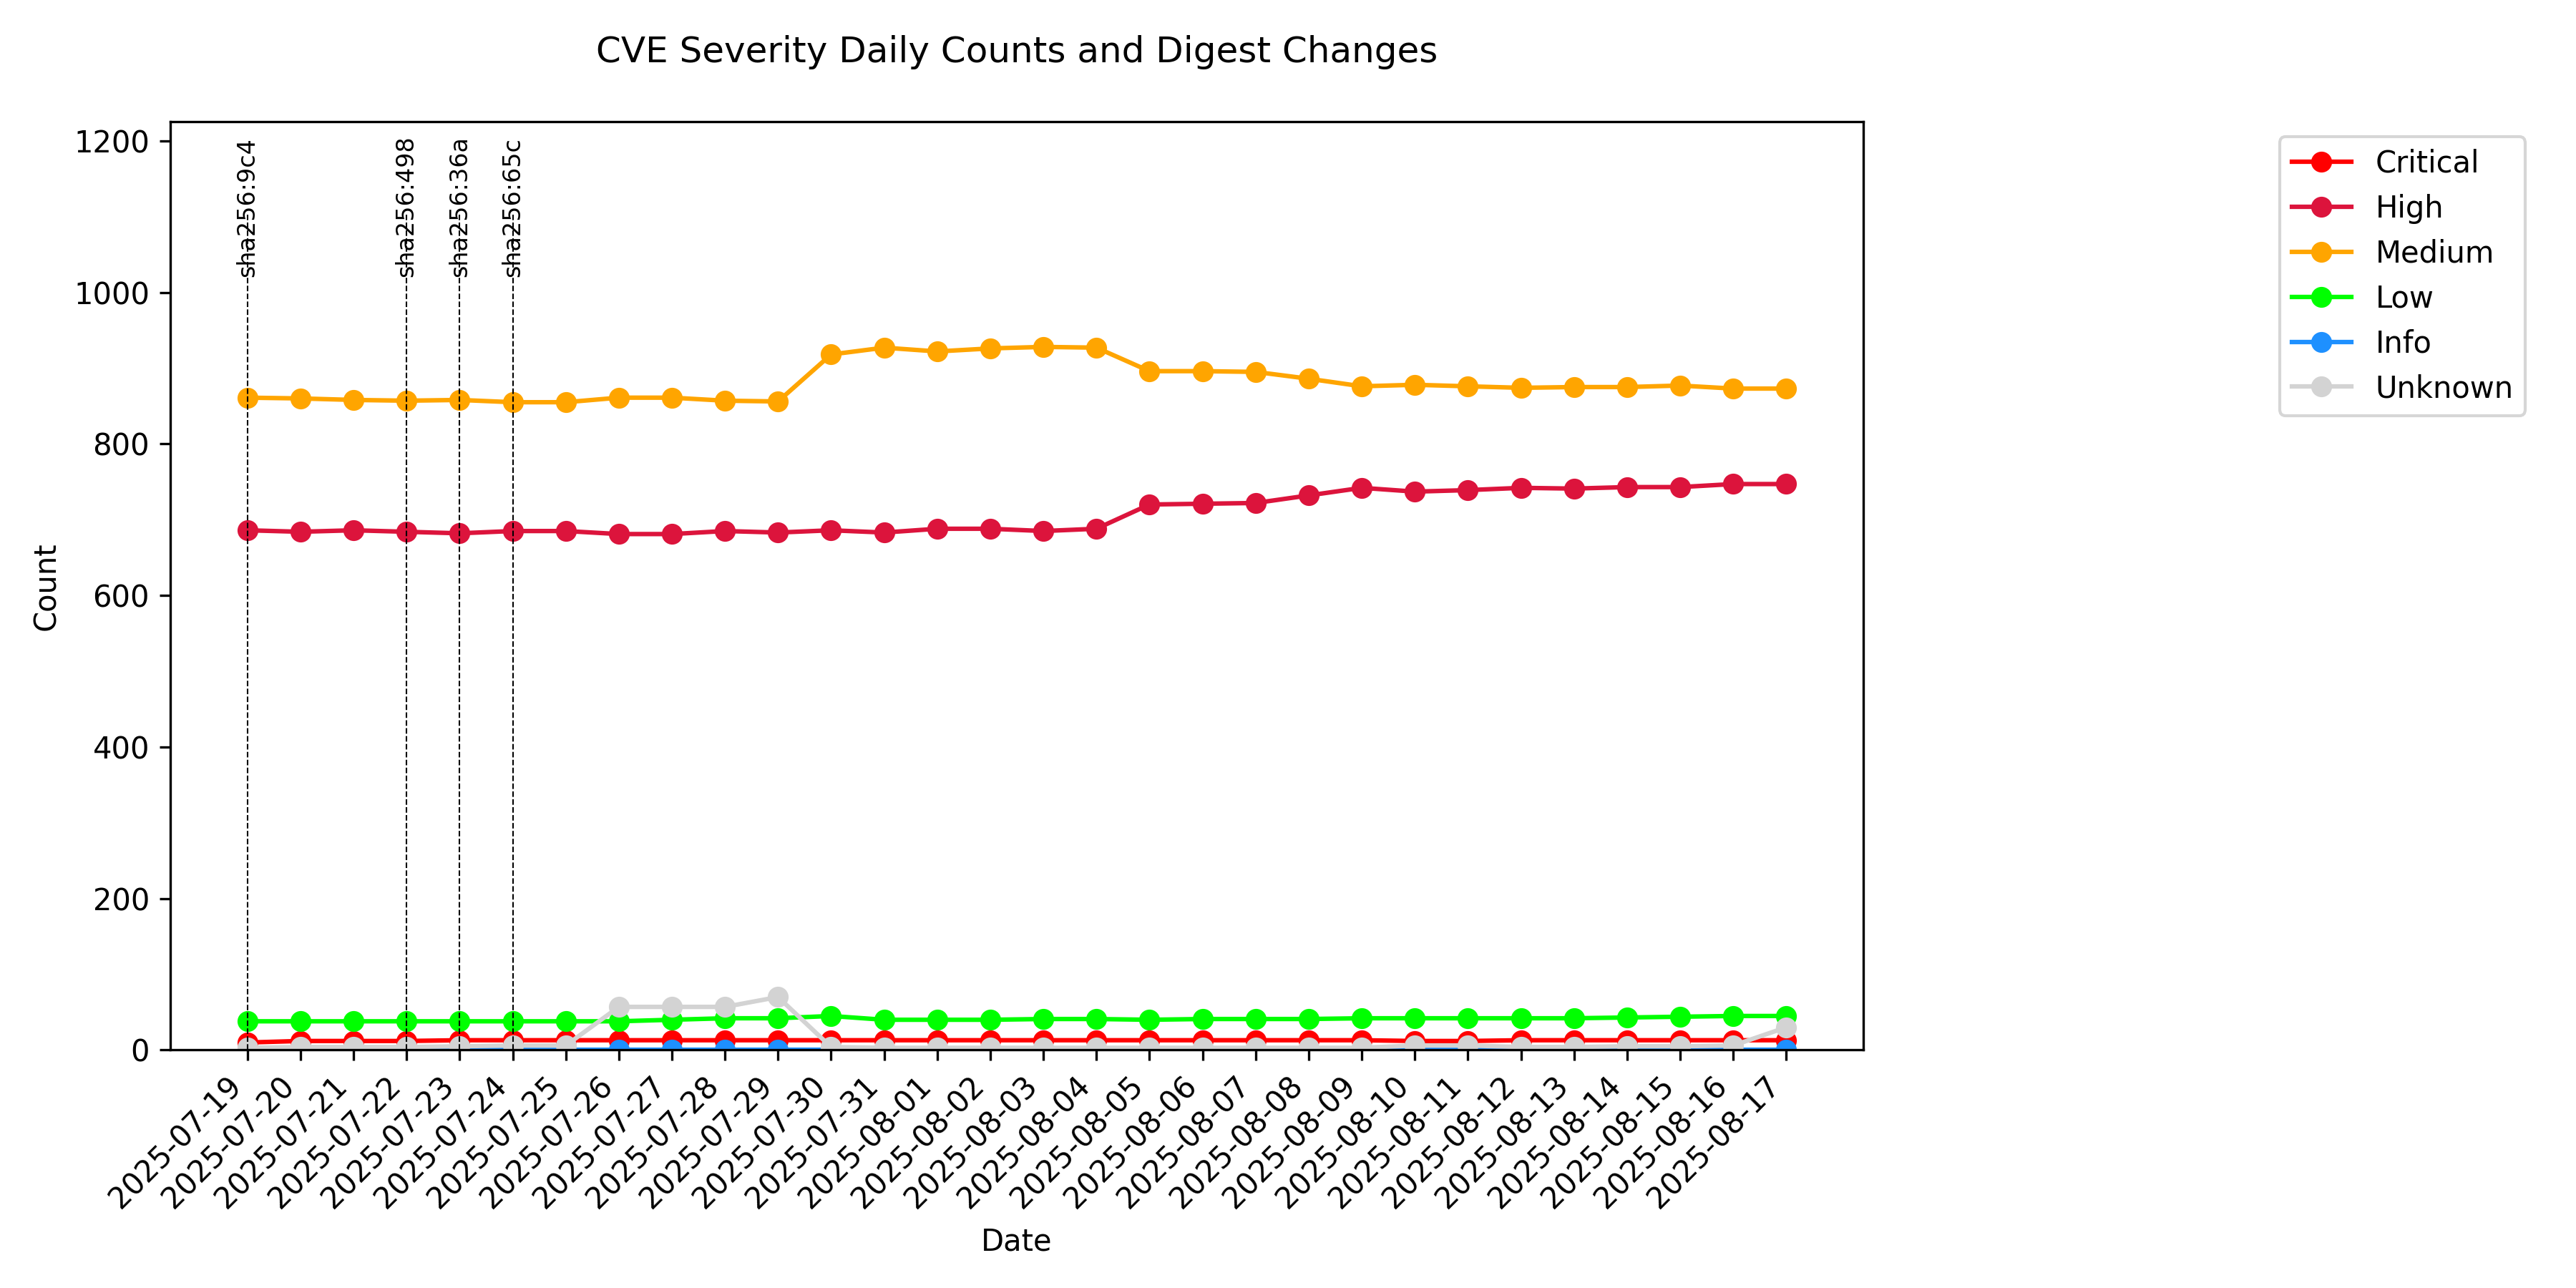 CVE Severity Daily Counts and Digest Changes
1200
1000
800
600
400
200
0
Count
sha256:9c4
sha256:498
sha256:36a
sha256:65c
Critical
High
Medium
Low
Info
Unknown
2025-07-19
2025-07-20
2025-07-21
2025-07-22
2025-07-23
2025-07-24
2025-07-25
2025-07-26
2025-07-27
2025-07-28
2025-07-29
2025-07-30
2025-07-31
2025-08-01
2025-08-02
2025-08-03
2025-08-04
2025-08-05
2025-08-06
2025-08-07
2025-08-08
2025-08-09
2025-08-10
2025-08-11
2025-08-12
2025-08-13
2025-08-14
2025-08-15
2025-08-16
2025-08-17
Date